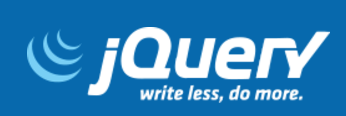 jQuery
write less, do more.